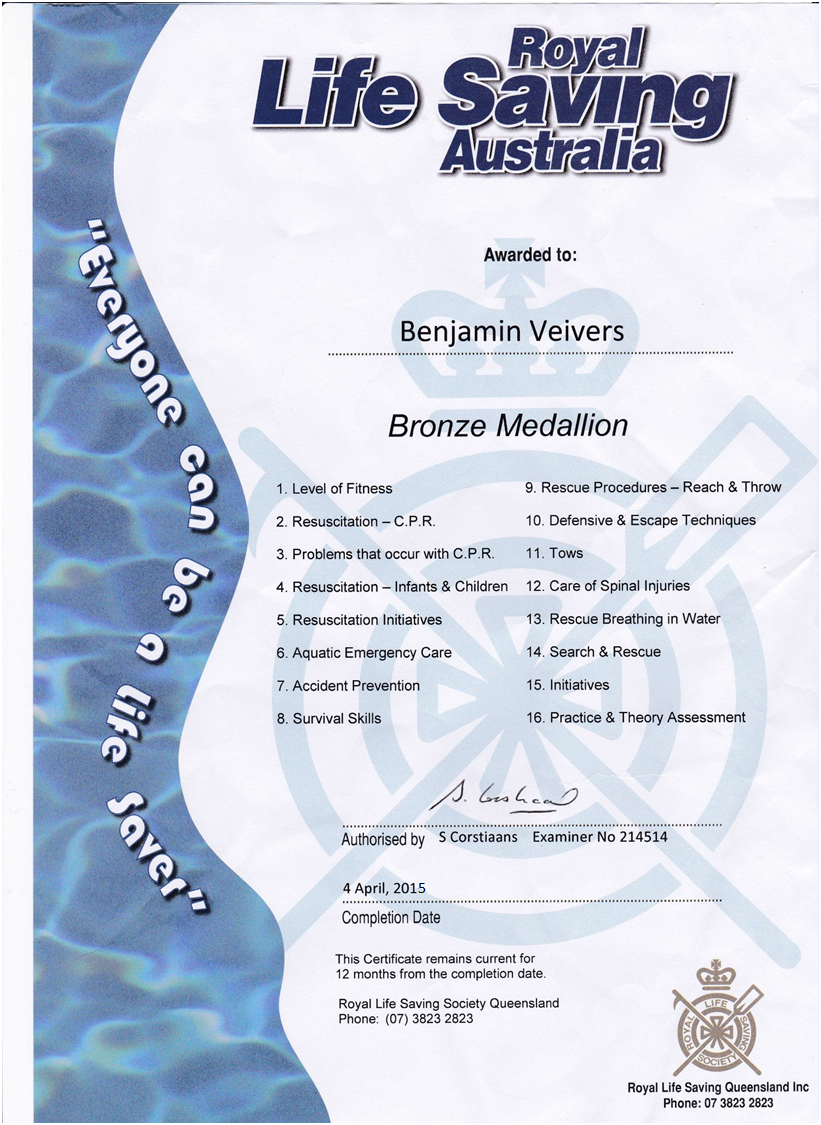 Royal
Life Saving
Australia
"Everyone can be a life saver"
Awarded to:
Benjamin Veivers
Bronze Medallion
1. Level of Fitness
2. Resuscitation – C.P.R.
3. Problems that occur with C.P.R.
4. Resuscitation – Infants & Children
5. Resuscitation Initiatives
6. Aquatic Emergency Care
7. Accident Prevention
8. Survival Skills
9. Rescue Procedures – Reach & Throw
10. Defensive & Escape Techniques
11. Tows
12. Care of Spinal Injuries
13. Rescue Breathing in Water
14. Search & Rescue
15. Initiatives
16. Practice & Theory Assessment
Authorised by S Corstiaans Examiner No 214514
4 April, 2015
Completion Date
This Certificate remains current for
12 months from the completion date.
Royal Life Saving Society Queensland
Phone: (07) 3823 2823
ROYAL LIFE SAVING SOCIETY
Royal Life Saving Queensland Inc
Phone: 07 3823 2823